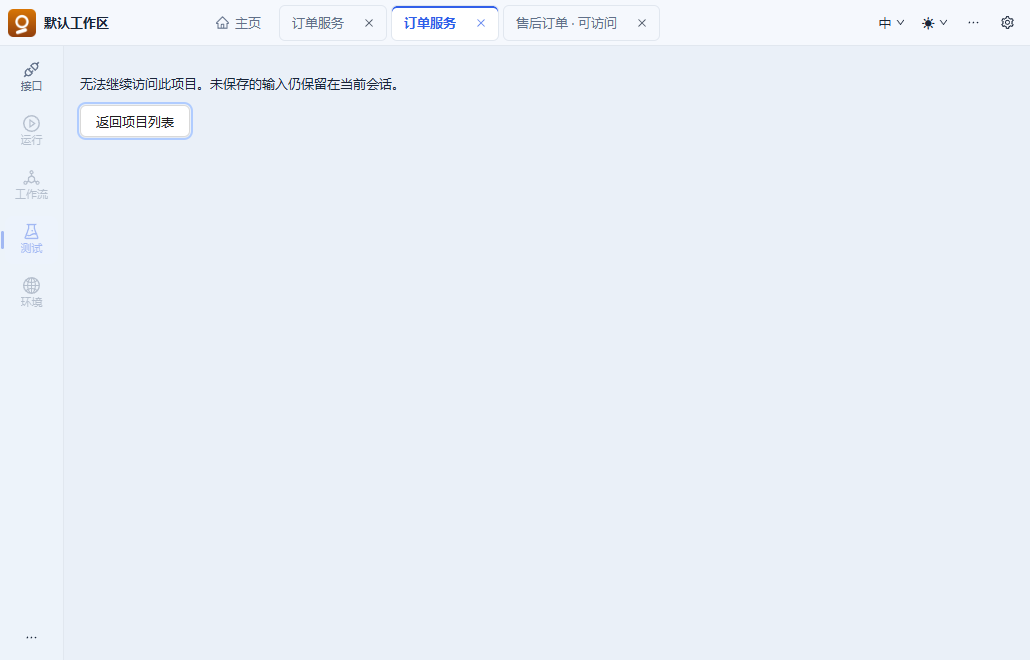 默认工作区
主页
订单服务
订单服务
售后订单 · 可访问
中
接口
运行
工作流
测试
环境
无法继续访问此项目。未保存的输入仍保留在当前会话。
返回项目列表